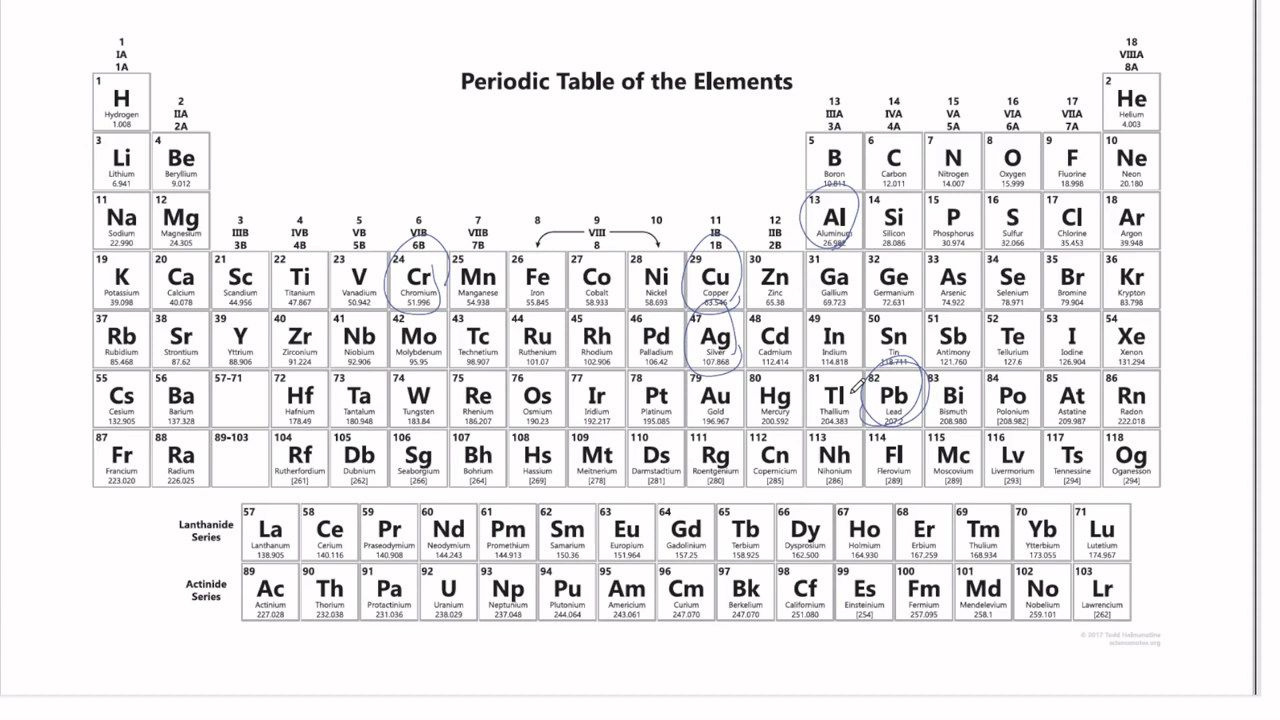 Periodic Table of the Elements
1 18
IA VIIIA
1A 8A
1 2
H He
Hydrogen Helium
1.008 4.003
2 13 14 15 16 17
IIA IIIA IVA VA VIA VIIA
2A 3A 4A 5A 6A 7A
3 4 5 6 7 8 9 10
Li Be B C N O F Ne
Lithium Beryllium Boron Carbon Nitrogen Oxygen Fluorine Neon
6.941 9.012 10.811 12.011 14.007 15.999 18.998 20.180
11 12 13 14 15 16 17 18
Na Mg Al Si P S Cl Ar
Sodium Magnesium Aluminum Silicon Phosphorus Sulfur Chlorine Argon
22.990 24.305 26.982 28.086 30.974 32.066 35.453 39.948
3 4 5 6 7 8 9 10 11 12
IIIB IVB VB VIB VIIB VIII IB IIB
3B 4B 5B 6B 7B 8 1B 2B
19 20 21 22 23 24 25 26 27 28 29 30 31 32 33 34 35 36
K Ca Sc Ti V Cr Mn Fe Co Ni Cu Zn Ga Ge As Se Br Kr
Potassium Calcium Scandium Titanium Vanadium Chromium Manganese Iron Cobalt Nickel Copper Zinc Gallium Germanium Arsenic Selenium Bromine Krypton
39.098 40.078 44.956 47.867 50.942 51.996 54.938 55.845 58.933 58.693 63.546 65.38 69.723 72.631 74.922 78.971 79.904 83.798
37 38 39 40 41 42 43 44 45 46 47 48 49 50 51 52 53 54
Rb Sr Y Zr Nb Mo Tc Ru Rh Pd Ag Cd In Sn Sb Te I Xe
Rubidium Strontium Yttrium Zirconium Niobium Molybdenum Technetium Ruthenium Rhodium Palladium Silver Cadmium Indium Tin Antimony Tellurium Iodine Xenon
85.468 87.62 88.906 91.224 92.906 95.95 98.907 101.07 102.906 106.42 107.868 112.414 114.818 118.711 121.760 127.6 126.904 131.294
55 56 57-71 72 73 74 75 76 77 78 79 80 81 82 83 84 85 86
Cs Ba Hf Ta W Re Os Ir Pt Au Hg Tl Pb Bi Po At Rn
Cesium Barium Hafnium Tantalum Tungsten Rhenium Osmium Iridium Platinum Gold Mercury Thallium Lead Bismuth Polonium Astatine Radon
132.905 137.328 178.49 180.948 183.84 186.207 190.23 192.217 195.085 196.967 200.592 204.383 207.2 208.980 [208.982] 209.987 222.018
87 88 89-103 104 105 106 107 108 109 110 111 112 113 114 115 116 117 118
Fr Ra Rf Db Sg Bh Hs Mt Ds Rg Cn Nh Fl Mc Lv Ts Og
Francium Radium Rutherfordium Dubnium Seaborgium Bohrium Hassium Meitnerium Darmstadtium Roentgenium Copernicium Nihonium Flerovium Moscovium Livermorium Tennessine Oganesson
223.020 226.025 [261] [262] [266] [264] [269] [278] [281] [280] [285] [286] [289] [289] [293] [294] [294]
Lanthanide
Series
57 58 59 60 61 62 63 64 65 66 67 68 69 70 71
La Ce Pr Nd Pm Sm Eu Gd Tb Dy Ho Er Tm Yb Lu
Lanthanum Cerium Praseodymium Neodymium Promethium Samarium Europium Gadolinium Terbium Dysprosium Holmium Erbium Thulium Ytterbium Lutetium
138.905 140.116 140.908 144.243 144.913 150.36 151.964 157.25 158.925 162.500 164.930 167.259 168.934 173.055 174.967
Actinide
Series
89 90 91 92 93 94 95 96 97 98 99 100 101 102 103
Ac Th Pa U Np Pu Am Cm Bk Cf Es Fm Md No Lr
Actinium Thorium Protactinium Uranium Neptunium Plutonium Americium Curium Berkelium Californium Einsteinium Fermium Mendelevium Nobelium Lawrencium
227.028 232.038 231.036 238.029 237.048 244.064 243.061 247.070 247.070 251.080 [254] 257.095 258.1 259.101 [262]
© 2017 Todd Helmenstine
sciencenotes.org